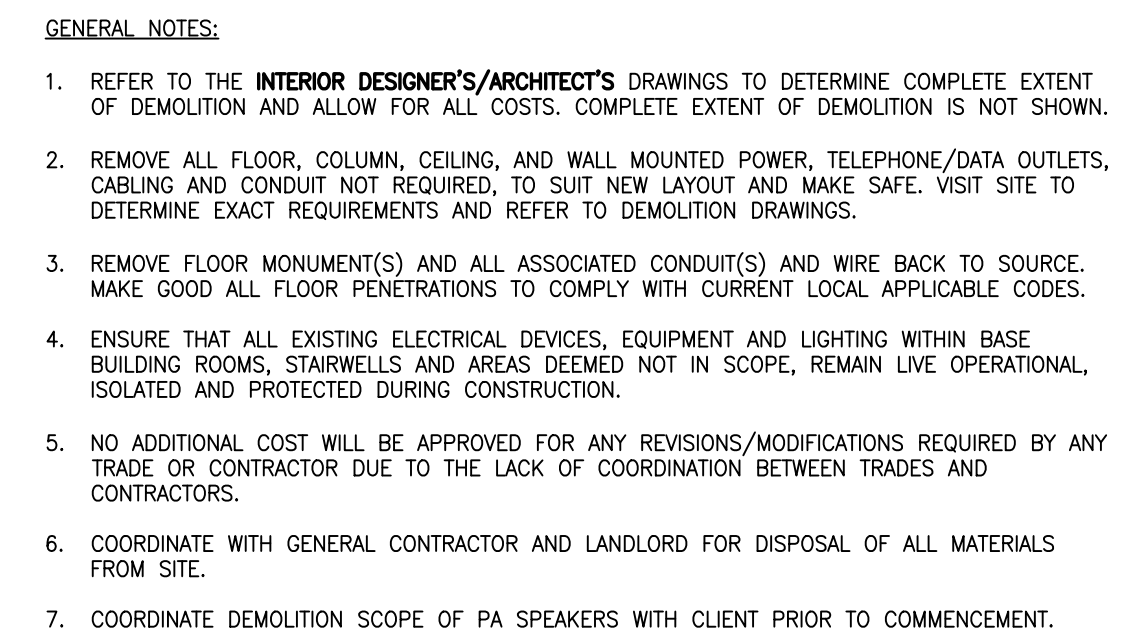 GENERAL NOTES:
1. REFER TO THE INTERIOR DESIGNER'S/ARCHITECT'S DRAWINGS TO DETERMINE COMPLETE EXTENT
OF DEMOLITION AND ALLOW FOR ALL COSTS. COMPLETE EXTENT OF DEMOLITION IS NOT SHOWN.
2. REMOVE ALL FLOOR, COLUMN, CEILING, AND WALL MOUNTED POWER, TELEPHONE/DATA OUTLETS,
CABLING AND CONDUIT NOT REQUIRED, TO SUIT NEW LAYOUT AND MAKE SAFE. VISIT SITE TO
DETERMINE EXACT REQUIREMENTS AND REFER TO DEMOLITION DRAWINGS.
3. REMOVE FLOOR MONUMENT(S) AND ALL ASSOCIATED CONDUIT(S) AND WIRE BACK TO SOURCE.
MAKE GOOD ALL FLOOR PENETRATIONS TO COMPLY WITH CURRENT LOCAL APPLICABLE CODES.
4. ENSURE THAT ALL EXISTING ELECTRICAL DEVICES, EQUIPMENT AND LIGHTING WITHIN BASE
BUILDING ROOMS, STAIRWELLS AND AREAS DEEMED NOT IN SCOPE, REMAIN LIVE OPERATIONAL,
ISOLATED AND PROTECTED DURING CONSTRUCTION.
5. NO ADDITIONAL COST WILL BE APPROVED FOR ANY REVISIONS/MODIFICATIONS REQUIRED BY ANY
TRADE OR CONTRACTOR DUE TO THE LACK OF COORDINATION BETWEEN TRADES AND
CONTRACTORS.
6. COORDINATE WITH GENERAL CONTRACTOR AND LANDLORD FOR DISPOSAL OF ALL MATERIALS
FROM SITE.
7. COORDINATE DEMOLITION SCOPE OF PA SPEAKERS WITH CLIENT PRIOR TO COMMENCEMENT.